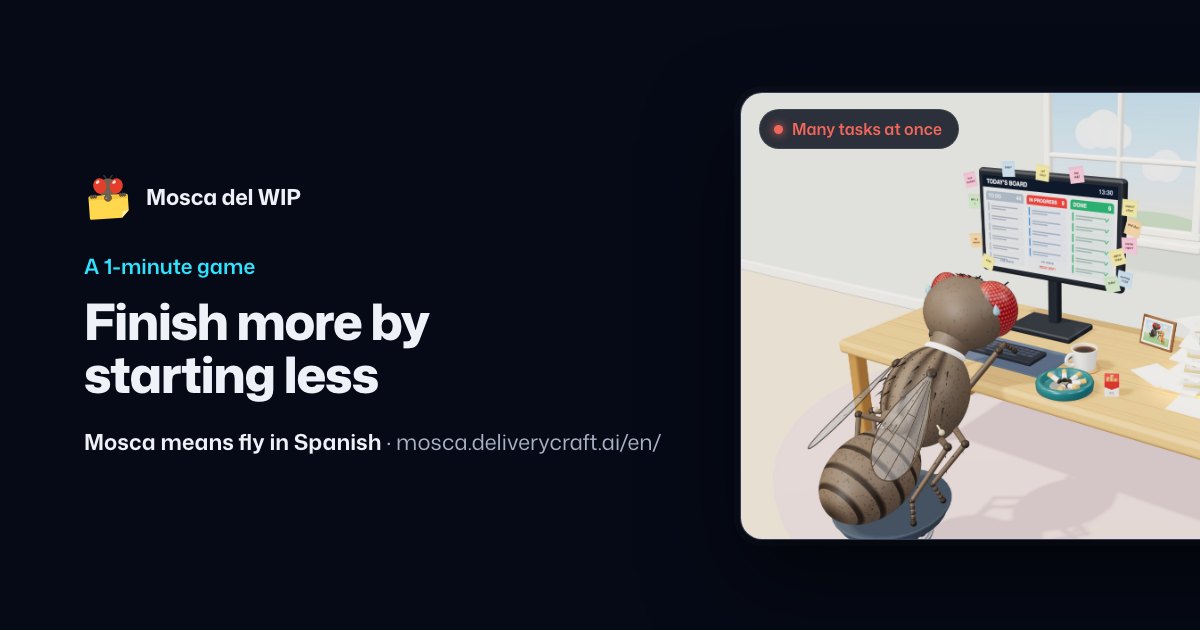 Mosca del WIP
A 1-minute game
Finish more by
starting less
Mosca means fly in Spanish · mosca.deliverycraft.ai/en/
Many tasks at once
TODAY'S BOARD
13:30
IN PROGRESS
DONE